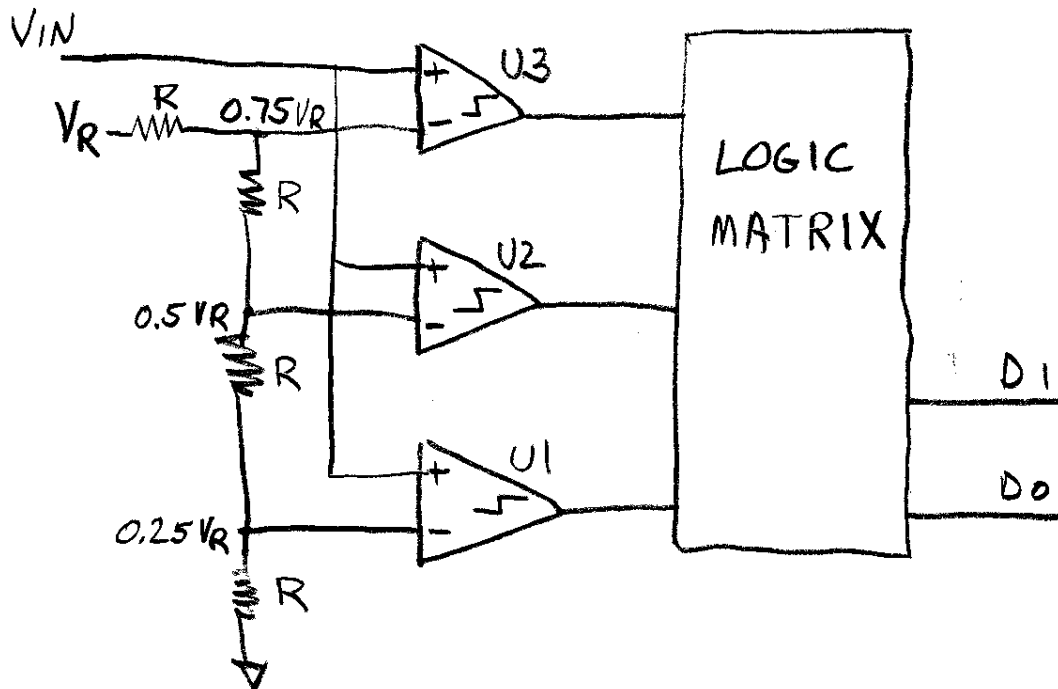 VIN
U3
+
−
R
0.75VR
VR
R
LOGIC
MATRIX
U2
+
−
0.5VR
R
D1
U1
+
−
D0
0.25VR
R